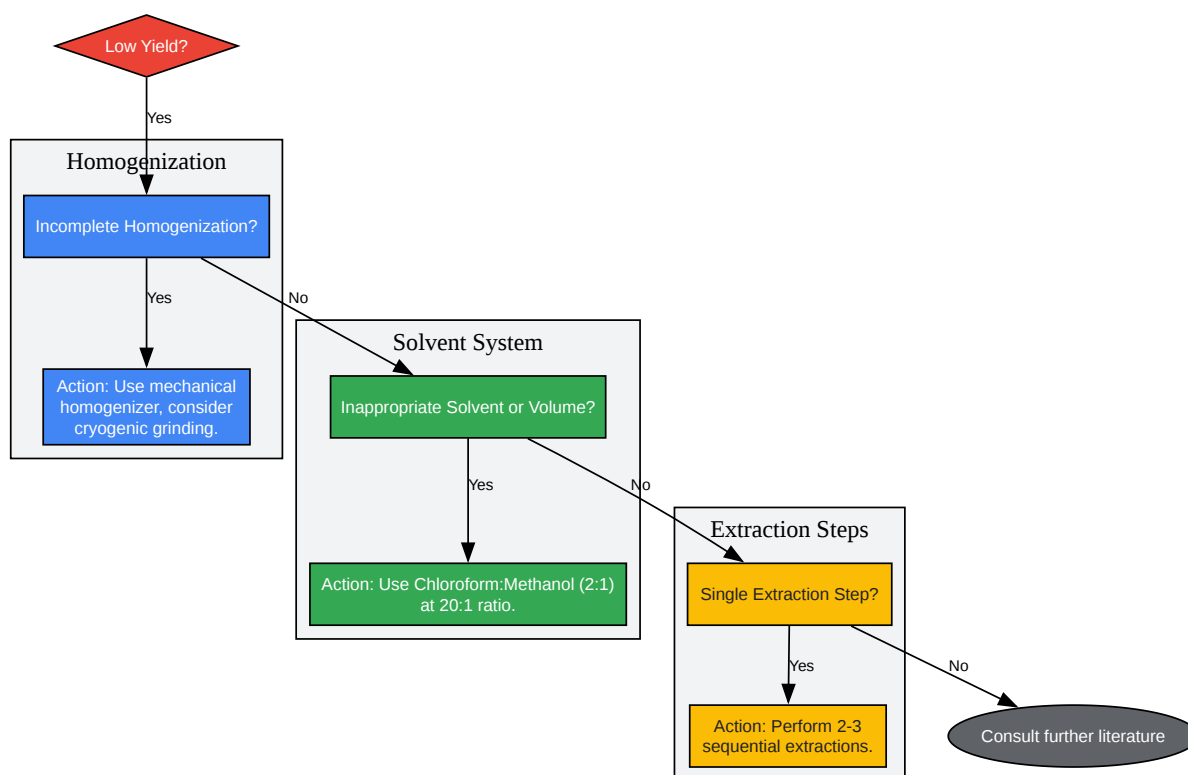 Low Yield?
Yes
Homogenization
Incomplete Homogenization?
Yes
No
Action: Use mechanical
homogenizer, consider
cryogenic grinding.
Solvent System
Inappropriate Solvent or Volume?
Yes
No
Action: Use Chloroform:Methanol (2:1)
at 20:1 ratio.
Extraction Steps
Single Extraction Step?
Yes
No
Action: Perform 2-3
sequential extractions.
Consult further literature